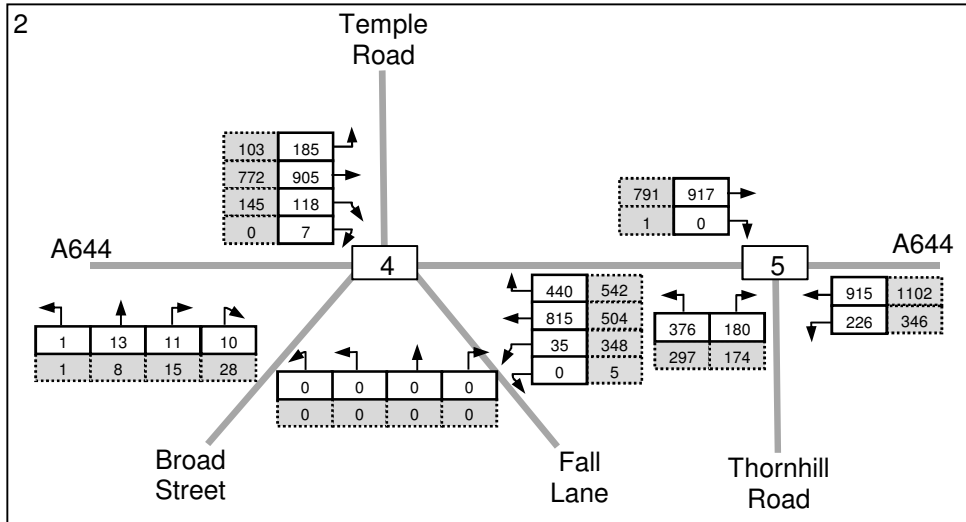 2
Temple
Road
103 185
772 905
145 118
0 7
791 917
1 0
A644
4
5
A644
440 542
815 504
35 348
0 5
915 1102
226 346
376 180
297 174
1 13 11 10
1 8 15 28
0 0 0 0
0 0 0 0
Broad
Street
Fall
Lane
Thornhill
Road